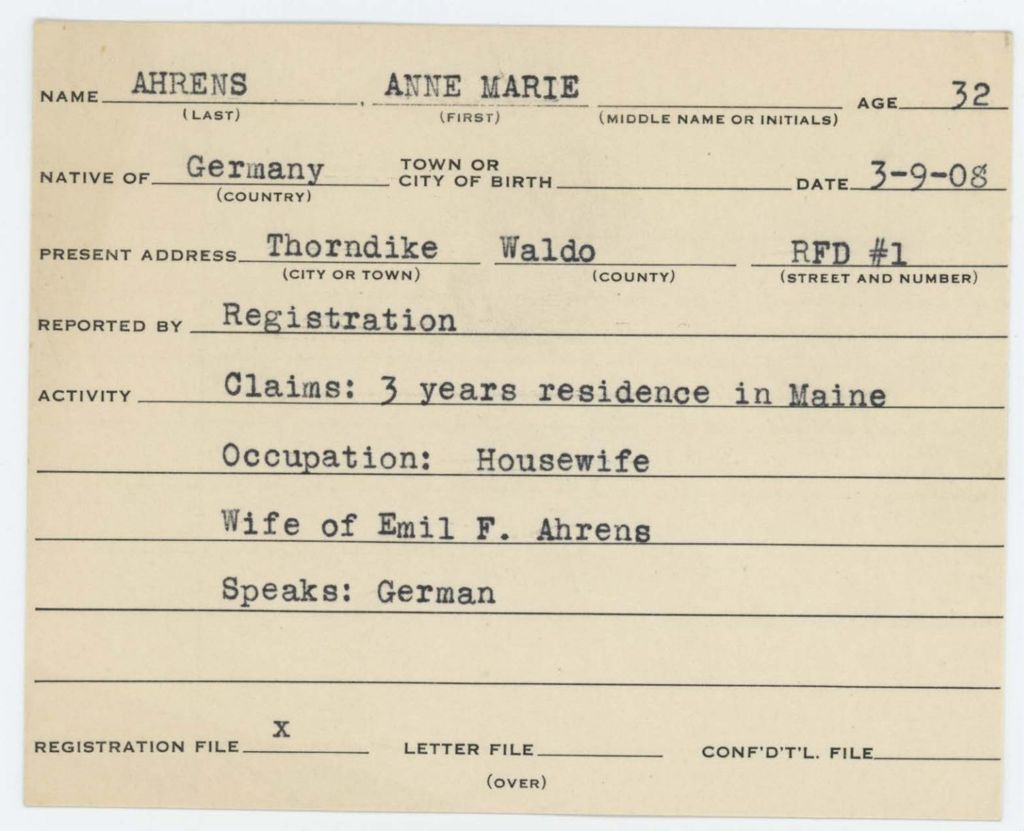 NAME AHRENS, ANNE MARIE AGE 32
(LAST) (FIRST) (MIDDLE NAME OR INITIALS)
NATIVE OF Germany TOWN OR CITY OF BIRTH DATE 3-9-08
(COUNTRY)
PRESENT ADDRESS Thorndike Waldo RFD #1
(CITY OR TOWN) (COUNTY) (STREET AND NUMBER)
REPORTED BY Registration
ACTIVITY Claims: 3 years residence in Maine
Occupation: Housewife
Wife of Emil F. Ahrens
Speaks: German
REGISTRATION FILE X LETTER FILE CONF'D'T'L. FILE
(OVER)